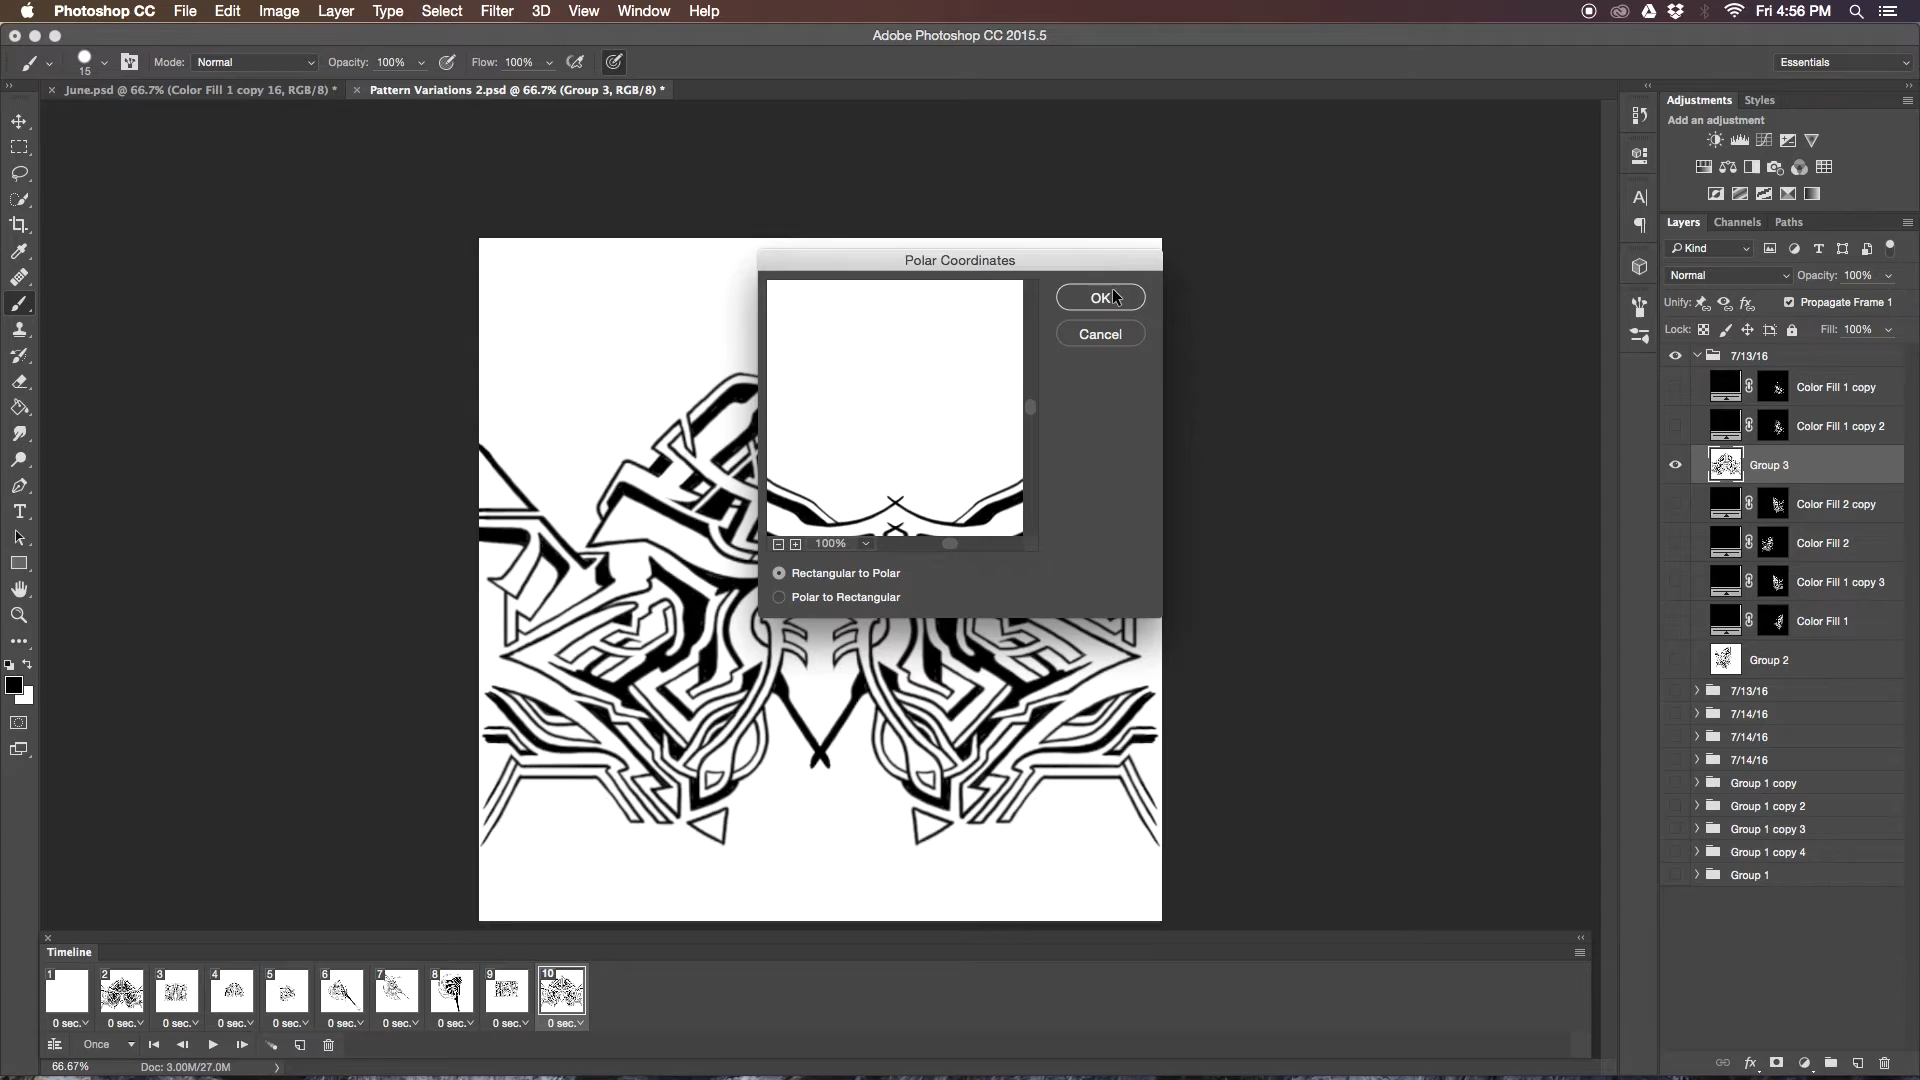 Photoshop CC File Edit Image Layer Type Select Filter 3D View Window Help Fri 4:56 PM
Adobe Photoshop CC 2015.5
15 Mode: Normal Opacity: 100% Flow: 100% Essentials
June.psd @ 66.7% (Color Fill 1 copy 16, RGB/8) * Pattern Variations 2.psd @ 66.7% (Group 3, RGB/8) *
Adjustments Styles
Add an adjustment
Layers Channels Paths
Kind
Normal Opacity: 100%
Unify: Propagate Frame 1
Lock: Fill: 100%
7/13/16
Color Fill 1 copy
Color Fill 1 copy 2
Group 3
Color Fill 2 copy
Color Fill 2
Color Fill 1 copy 3
Color Fill 1
Group 2
7/13/16
7/14/16
7/14/16
7/14/16
Group 1 copy
Group 1 copy 2
Group 1 copy 3
Group 1 copy 4
Group 1
Polar Coordinates
OK
Cancel
100%
Rectangular to Polar
Polar to Rectangular
Timeline
1 2 3 4 5 6 7 8 9 10
0 sec. 0 sec. 0 sec. 0 sec. 0 sec. 0 sec. 0 sec. 0 sec. 0 sec. 0 sec.
Once
66.67% Doc: 3.00M/27.0M